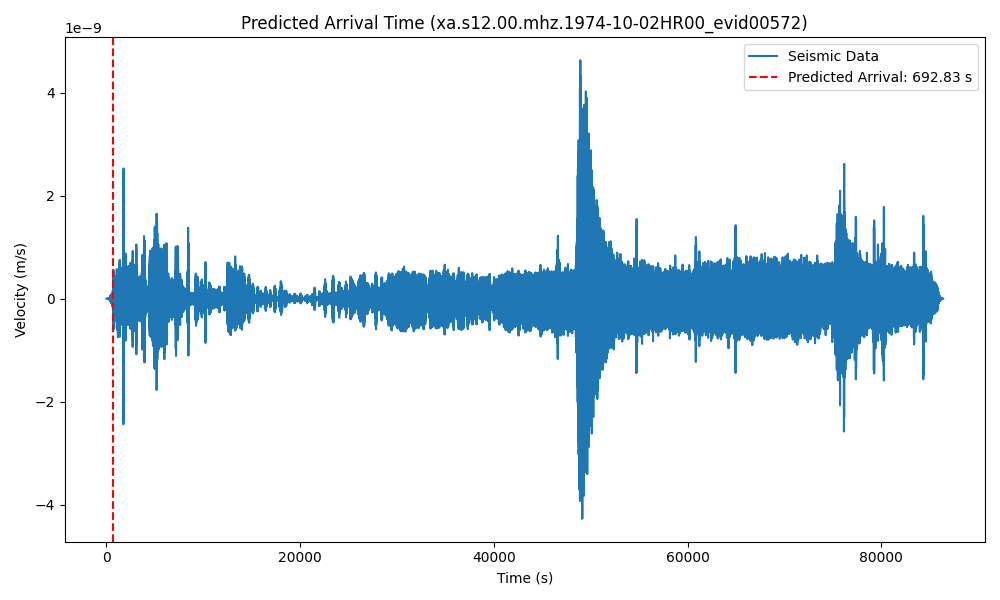 Predicted Arrival Time (xa.s12.00.mhz.1974-10-02HR00_evid00572)
1e−9
Seismic Data
Predicted Arrival: 692.83 s
4
2
0
−2
−4
Velocity (m/s)
0 20000 40000 60000 80000
Time (s)